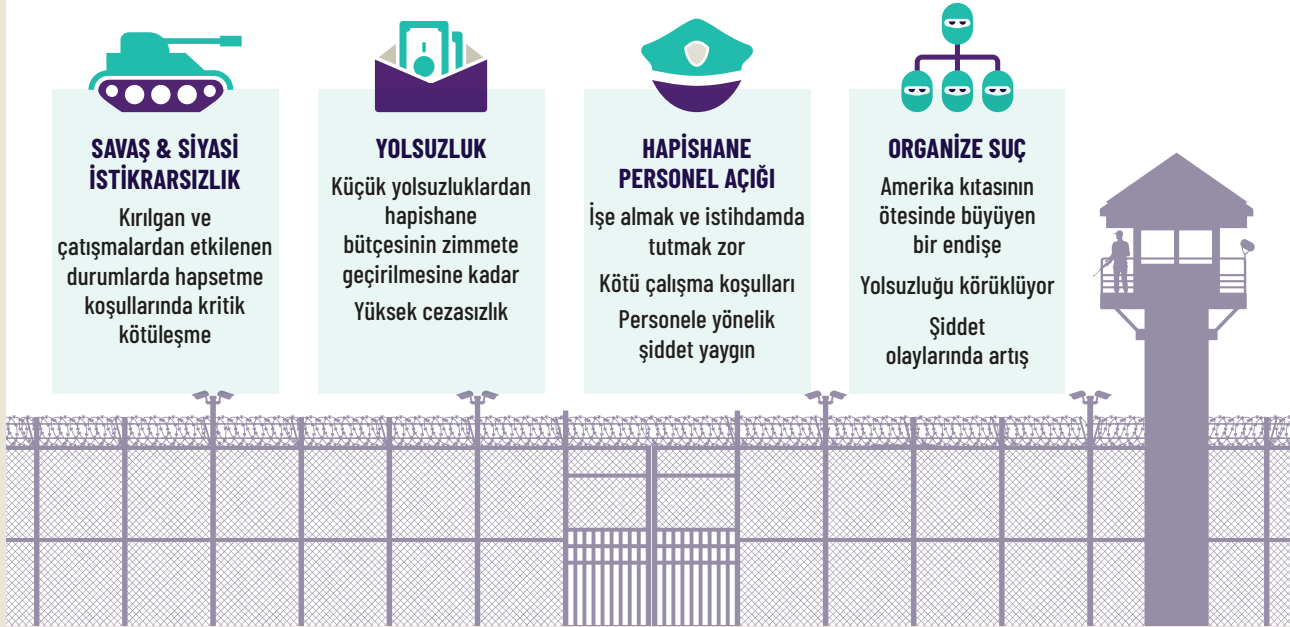 SAVAŞ & SİYASİ
İSTİKRARSIZLIK
Kırılgan ve
çatışmalardan etkilenen
durumlarda hapsetme
koşullarında kritik
kötüleşme
YOLSUZLUK
Küçük yolsuzluklardan
hapishane
bütçesinin zimmete
geçirilmesine kadar
Yüksek cezasızlık
HAPİSHANE
PERSONEL AÇIĞI
İşe almak ve istihdamda
tutmak zor
Kötü çalışma koşulları
Personele yönelik
şiddet yaygın
ORGANİZE SUÇ
Amerika kıtasının
ötesinde büyüyen
bir endişe
Yolsuzluğu körüklüyor
Şiddet
olaylarında artış